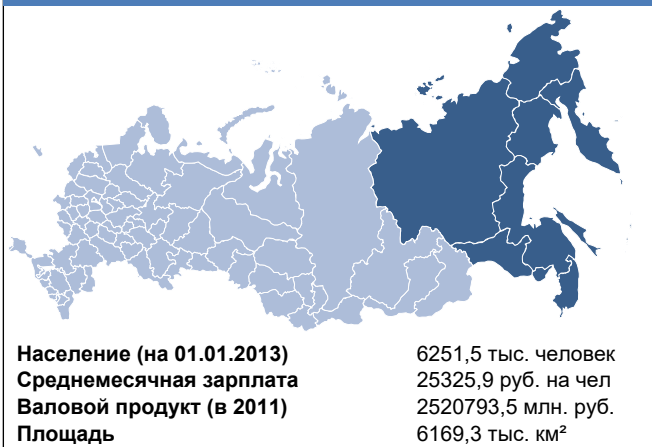 Население (на 01.01.2013) 6251,5 тыс. человек
Среднемесячная зарплата 25325,9 руб. на чел
Валовой продукт (в 2011) 2520793,5 млн. руб.
Площадь 6169,3 тыс. км²